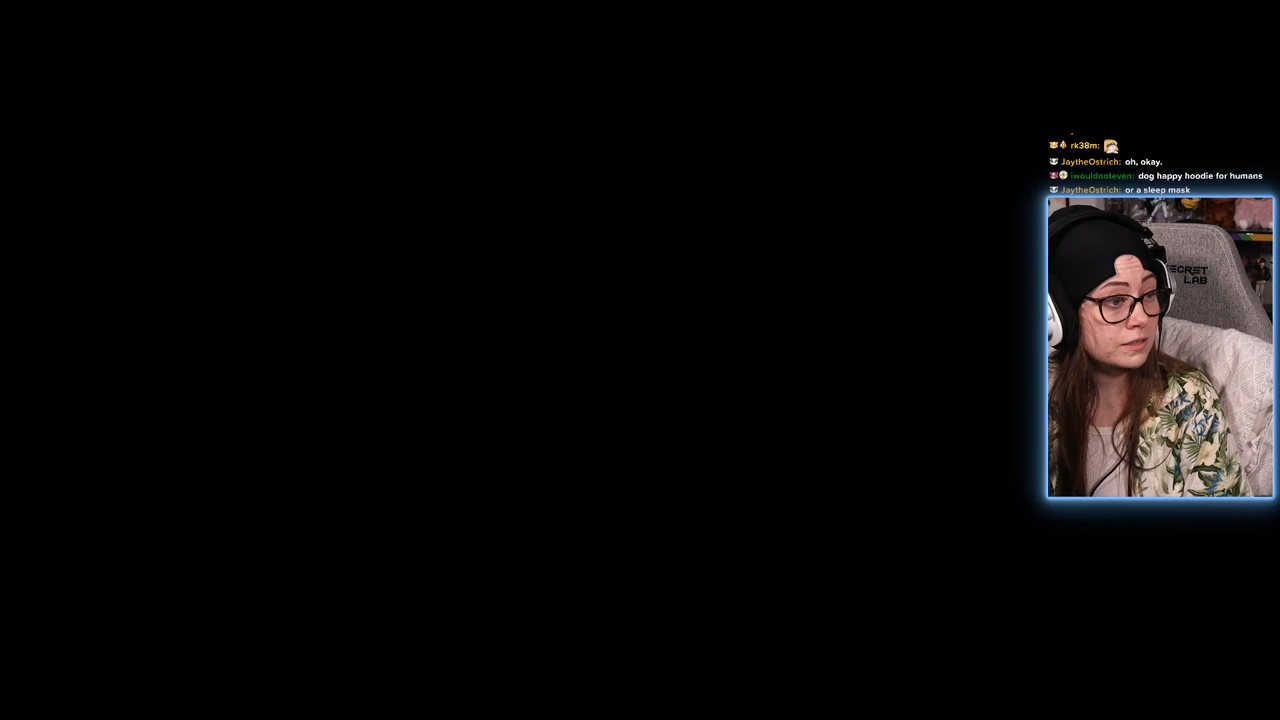 rk38m:
JaytheOstrich: oh, okay.
iwouldnoteven: dog happy hoodie for humans
JaytheOstrich: or a sleep mask
SECRET
LAB